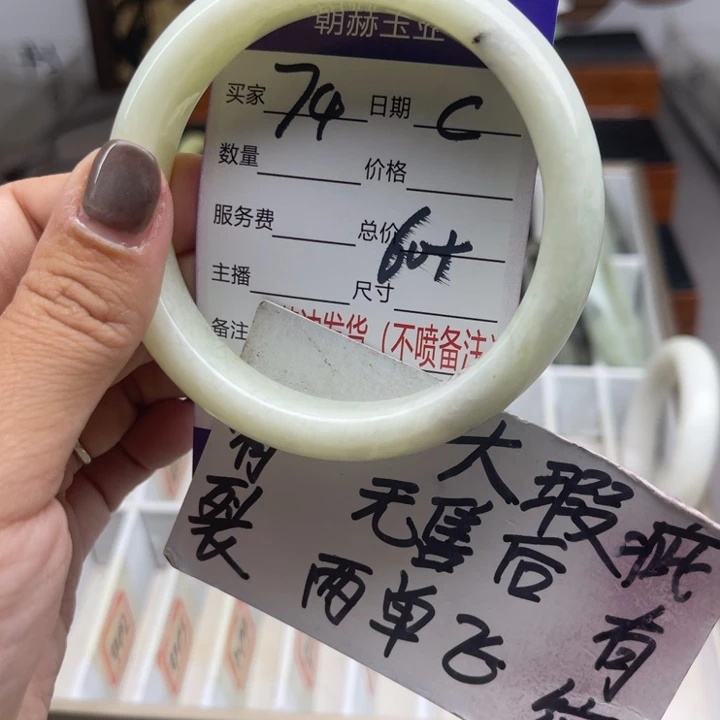 朝赫玉业
买家 74 日期 C
数量 价格
服务费 总价 60+
主播 尺寸
备注 发货（不喷备注）
大瑕疵有
无售后
两单飞
有裂